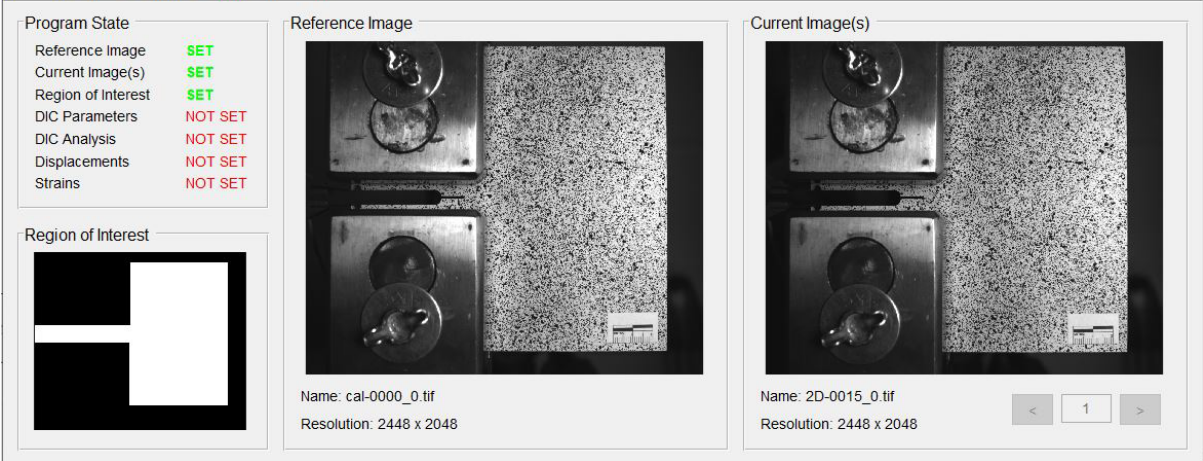 Program State
Reference Image SET
Current Image(s) SET
Region of Interest SET
DIC Parameters NOT SET
DIC Analysis NOT SET
Displacements NOT SET
Strains NOT SET
Region of Interest
Reference Image
Name: cal-0000_0.tif
Resolution: 2448 x 2048
Current Image(s)
Name: 2D-0015_0.tif
Resolution: 2448 x 2048
< 1 >